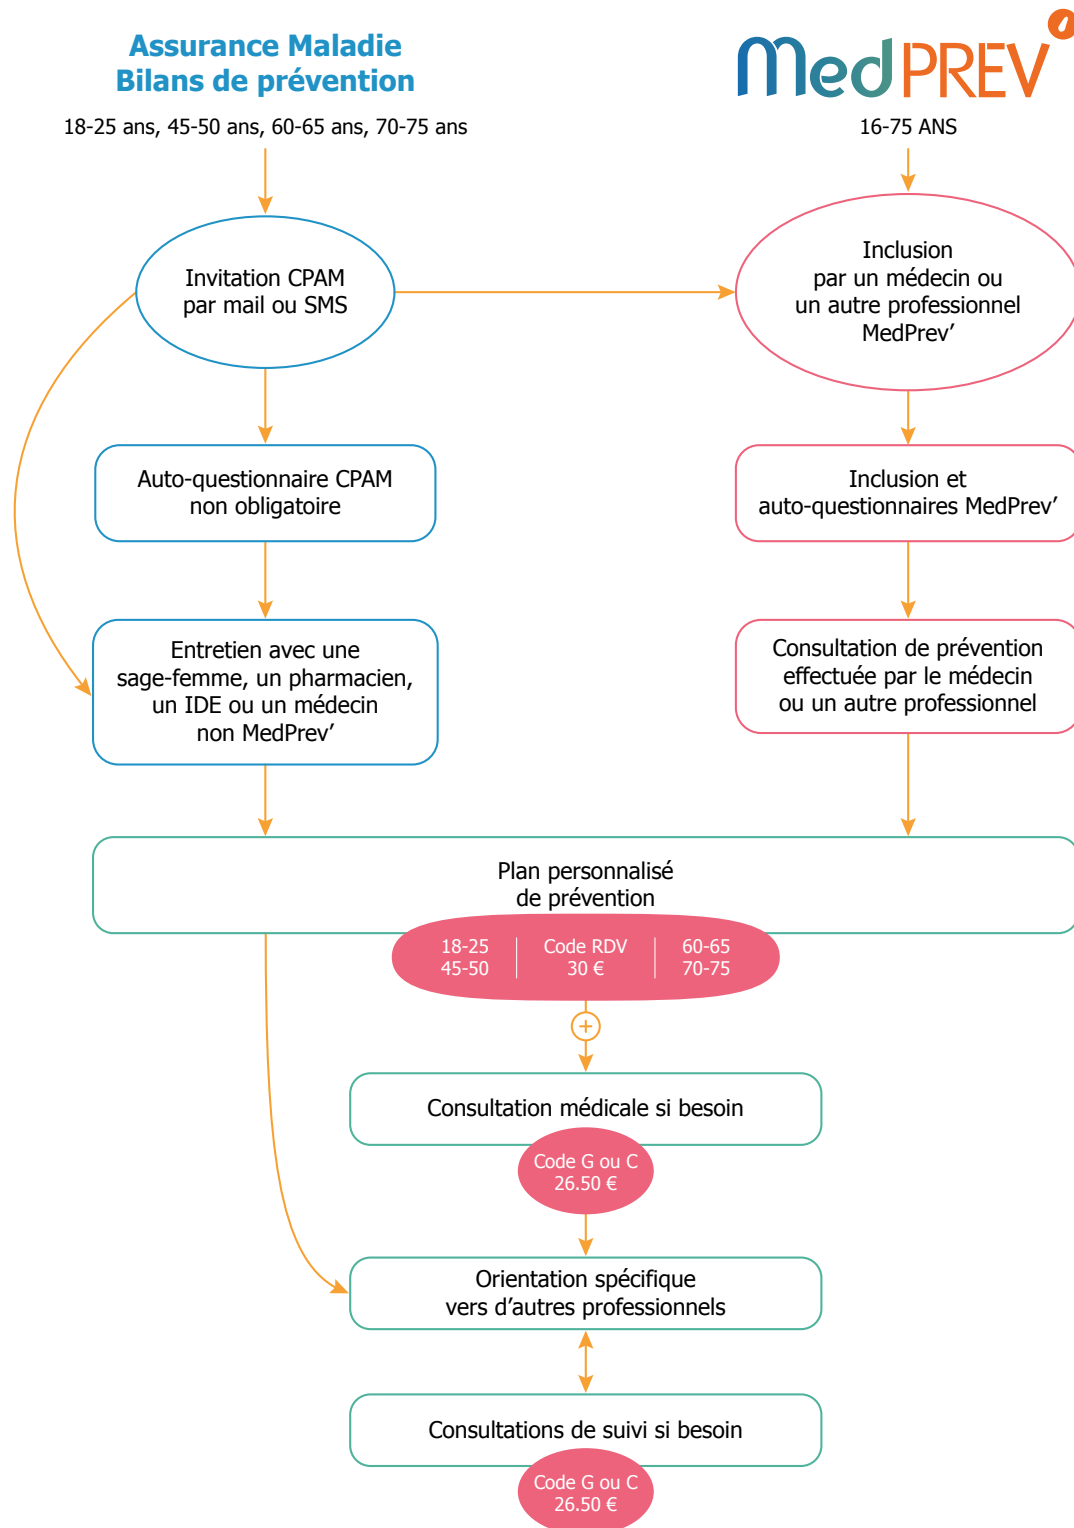 Assurance Maladie
Bilans de prévention
18-25 ans, 45-50 ans, 60-65 ans, 70-75 ans
MedPREV
16-75 ANS
Invitation CPAM
par mail ou SMS
Inclusion
par un médecin ou
un autre professionnel
MedPrev’
Auto-questionnaire CPAM
non obligatoire
Inclusion et
auto-questionnaires MedPrev’
Entretien avec une
sage-femme, un pharmacien,
un IDE ou un médecin
non MedPrev’
Consultation de prévention
effectuée par le médecin
ou un autre professionnel
Plan personnalisé
de prévention
18-25
45-50
Code RDV
30 €
60-65
70-75
+
Consultation médicale si besoin
Code G ou C
26.50 €
Orientation spécifique
vers d’autres professionnels
Consultations de suivi si besoin
Code G ou C
26.50 €